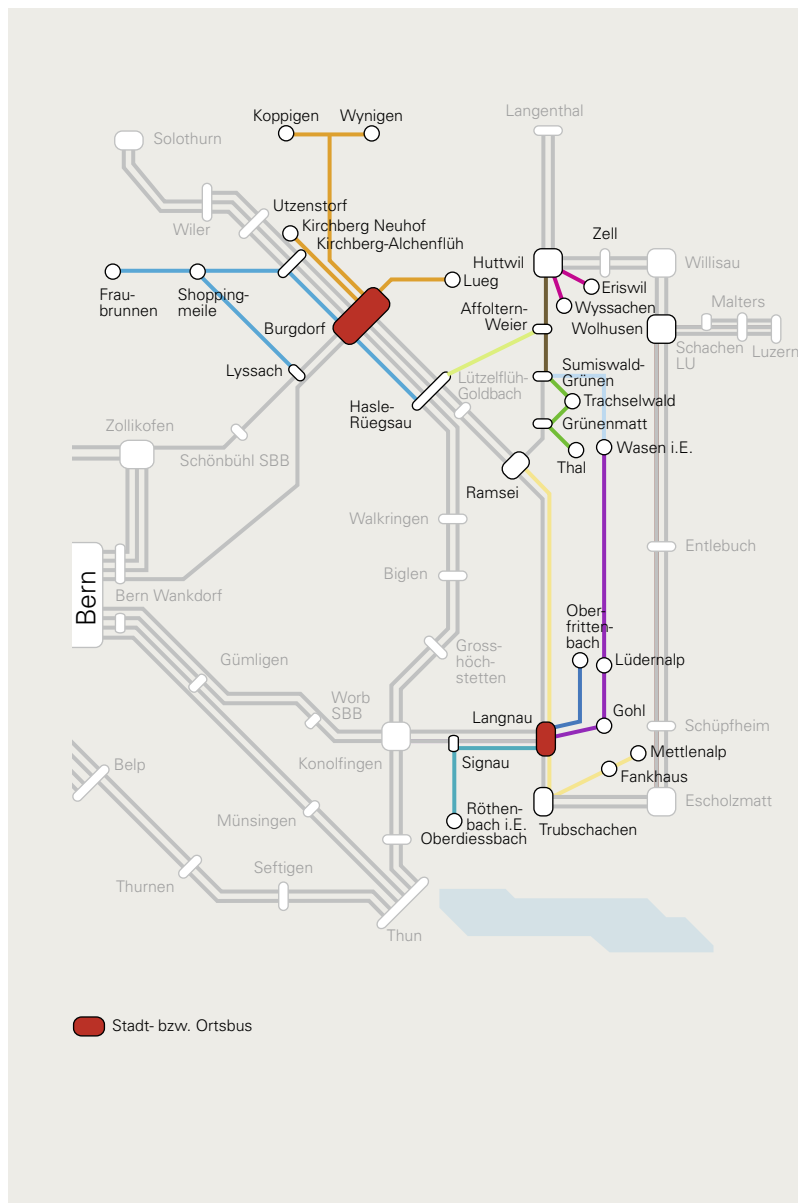 Koppigen
Wynigen
Langenthal
Solothurn
Utzenstorf
Kirchberg Neuhof
Kirchberg-Alchenflüh
Wiler
Zell
Huttwil
Willisau
Lueg
Eriswil
Frau-
brunnen
Shopping-
meile
Affoltern-
Weier
Wyssachen
Malters
Burgdorf
Wolhusen
Schachen
LU
Luzern
Lyssach
Lützelflüh-
Goldbach
Sumiswald-
Grünen
Trachselwald
Hasle-
Rüegsau
Grünenmatt
Zollikofen
Wasen i.E.
Schönbühl SBB
Thal
Ramsei
Walkringen
Entlebuch
Biglen
Bern
Bern Wankdorf
Ober-
fritten-
bach
Gross-
höch-
stetten
Gümligen
Lüdernalp
Worb
SBB
Langnau
Gohl
Schüpfheim
Mettlenalp
Konolfingen
Signau
Belp
Fankhaus
Escholzmatt
Röthen-
bach i.E.
Münsingen
Oberdiessbach
Trubschachen
Seftigen
Thurnen
Thun
Stadt- bzw. Ortsbus